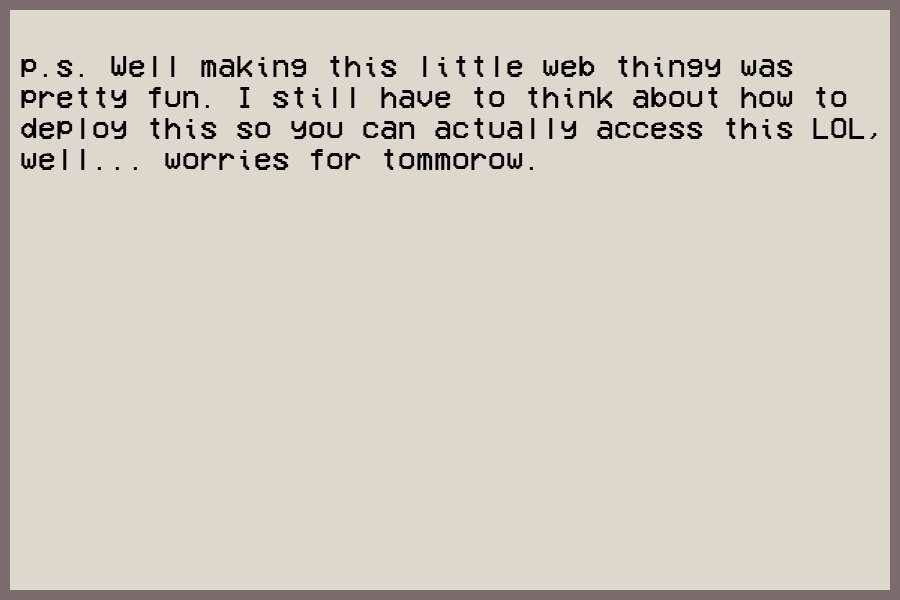 p.s. Well making this little web thingy was
pretty fun. I still have to think about how to
deploy this so you can actually access this LOL,
well... worries for tommorow.